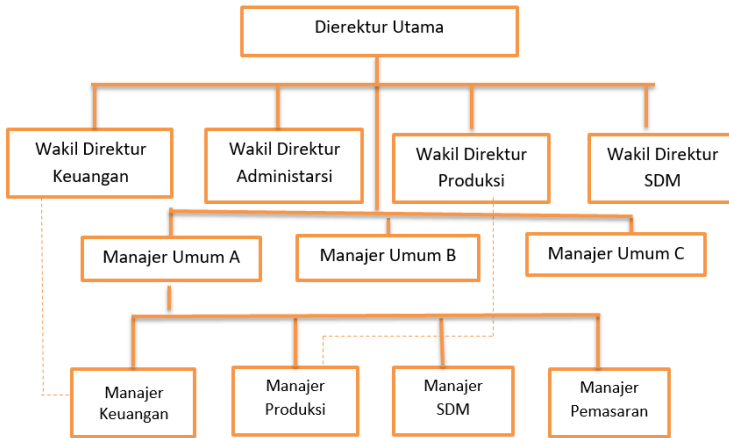 Dierektur Utama
Wakil Direktur
Keuangan
Wakil Direktur
Administarsi
Wakil Direktur
Produksi
Wakil Direktur
SDM
Manajer Umum A
Manajer Umum B
Manajer Umum C
Manajer
Keuangan
Manajer
Produksi
Manajer
SDM
Manajer
Pemasaran